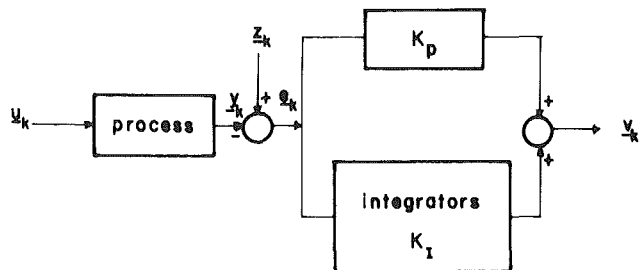 z_k
K_p
u_k
process
y_k
+
e_k
-
+
+
v_k
integrators
K_I